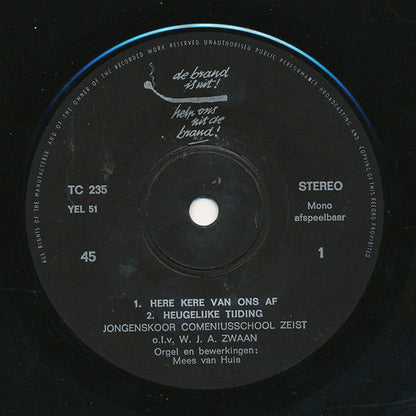 ALL RIGHTS OF THE MANUFACTURER AND OF THE OWNER OF THE RECORDED WORK RESERVED UNAUTHORISED PUBLIC PERFORMANCE BROADCASTING AND COPYING OF THIS RECORD PROHIBITED
de brand
is uit!
help ons
uit de
brand!
TC 235
YEL 51
45
STEREO
Mono
afspeelbaar
1
1. HERE KERE VAN ONS AF
2. HEUGELIJKE TIJDING
JONGENSKOOR COMENIUSSCHOOL ZEIST
o.l.v. W. J. A. ZWAAN
Orgel en bewerkingen:
Mees van Huis